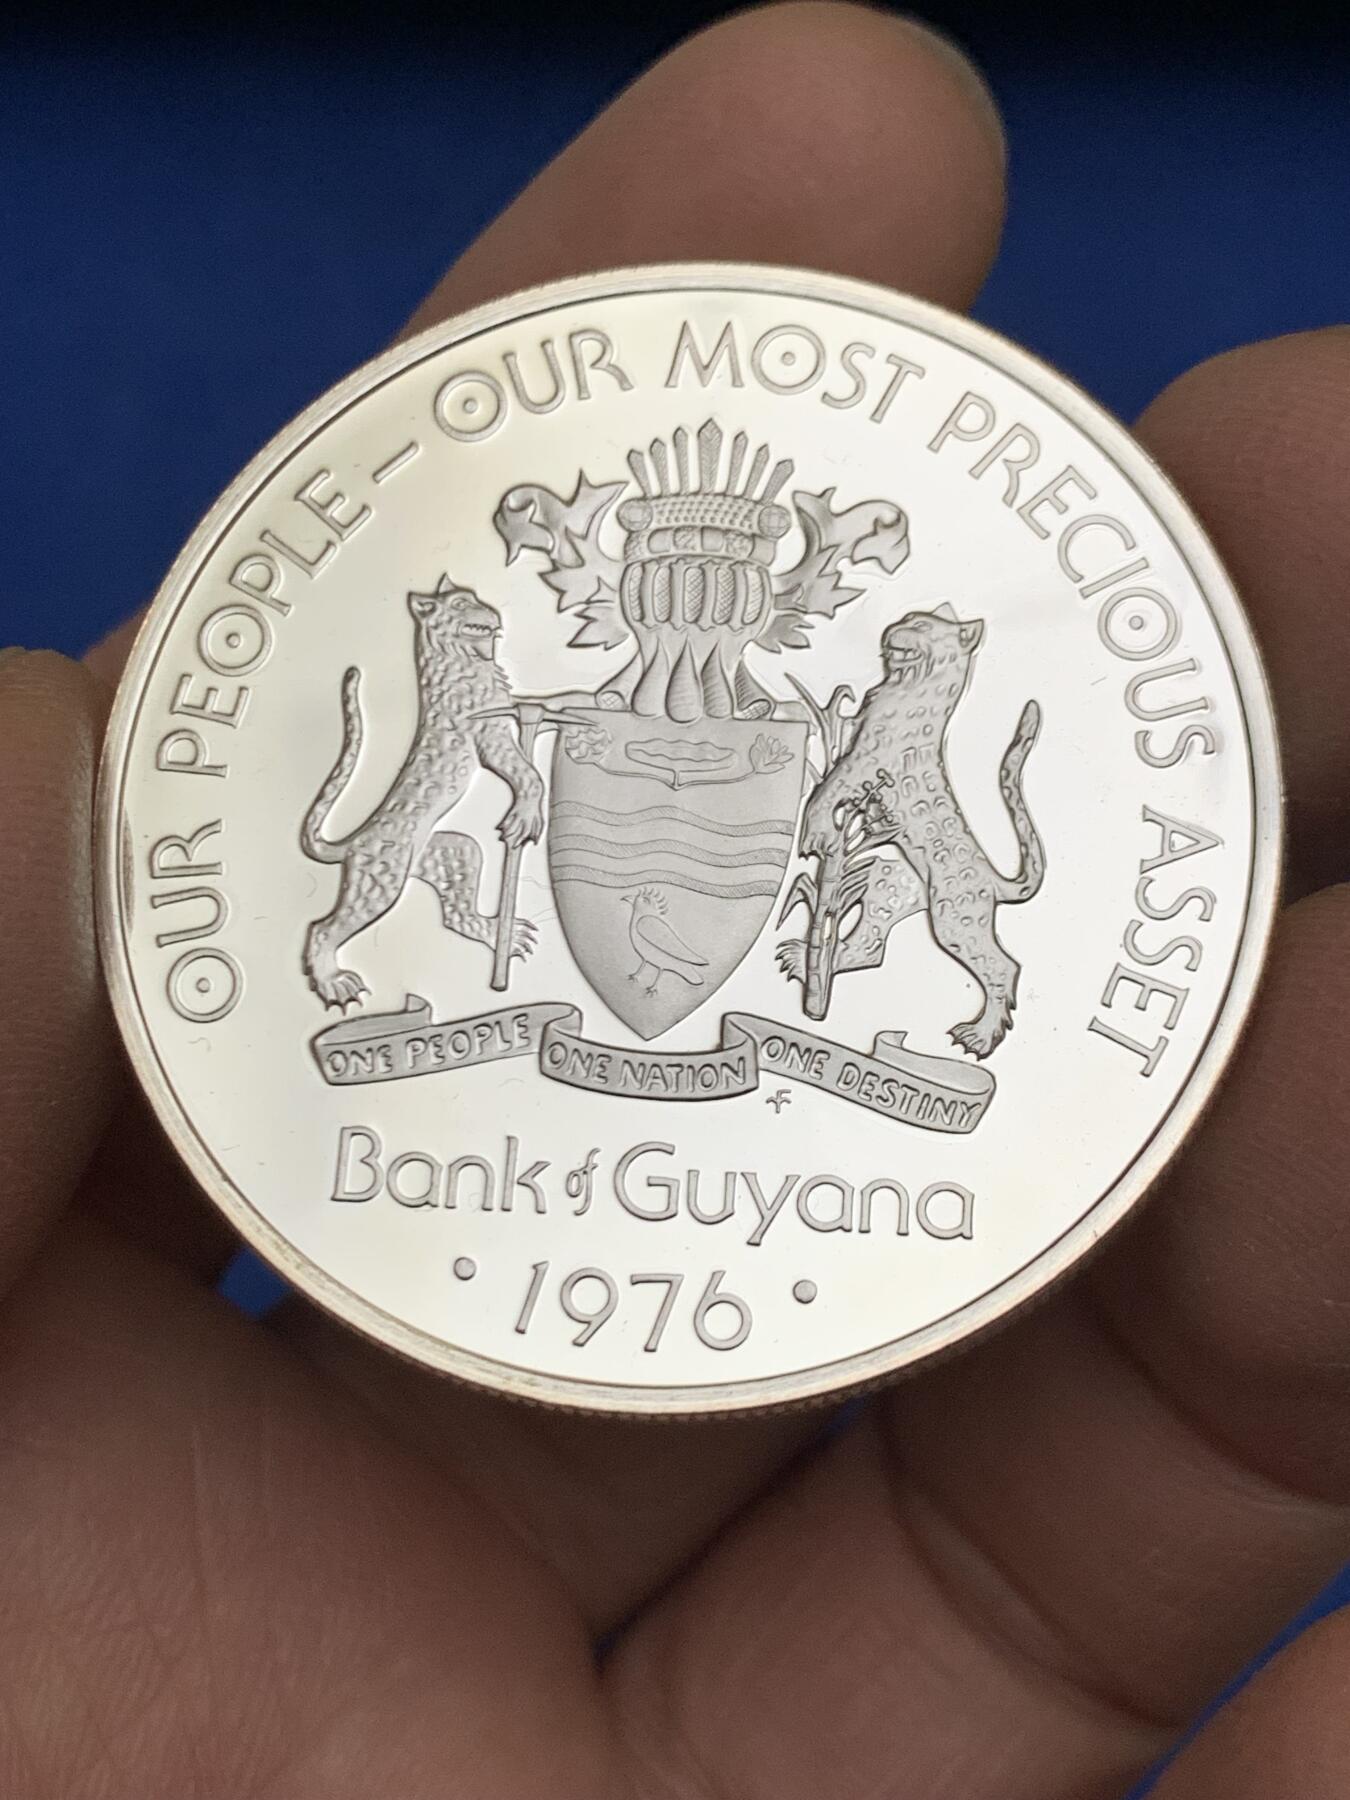 OUR PEOPLE – OUR MOST PRECIOUS ASSET
ONE PEOPLE ONE NATION ONE DESTINY
Bank of Guyana
• 1976 •